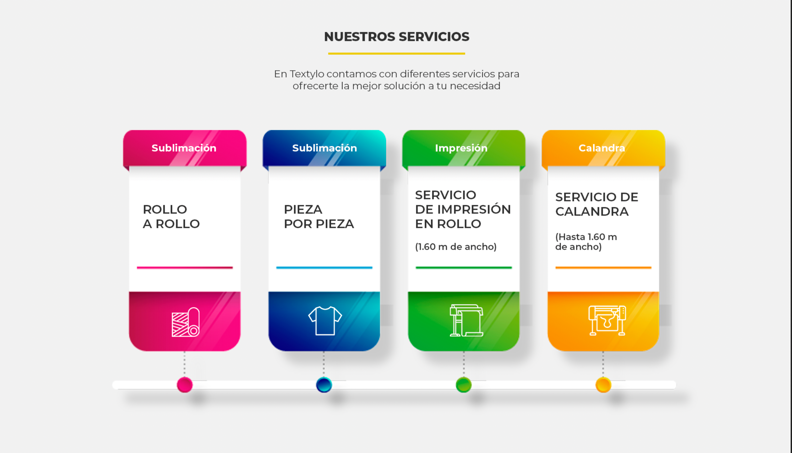 NUESTROS SERVICIOS
En Textylo contamos con diferentes servicios para
ofrecerte la mejor solución a tu necesidad
Sublimación
ROLLO
A ROLLO
Sublimación
PIEZA
POR PIEZA
Impresión
SERVICIO
DE IMPRESIÓN
EN ROLLO
(1.60 m de ancho)
Calandra
SERVICIO DE
CALANDRA
(Hasta 1.60 m
de ancho)